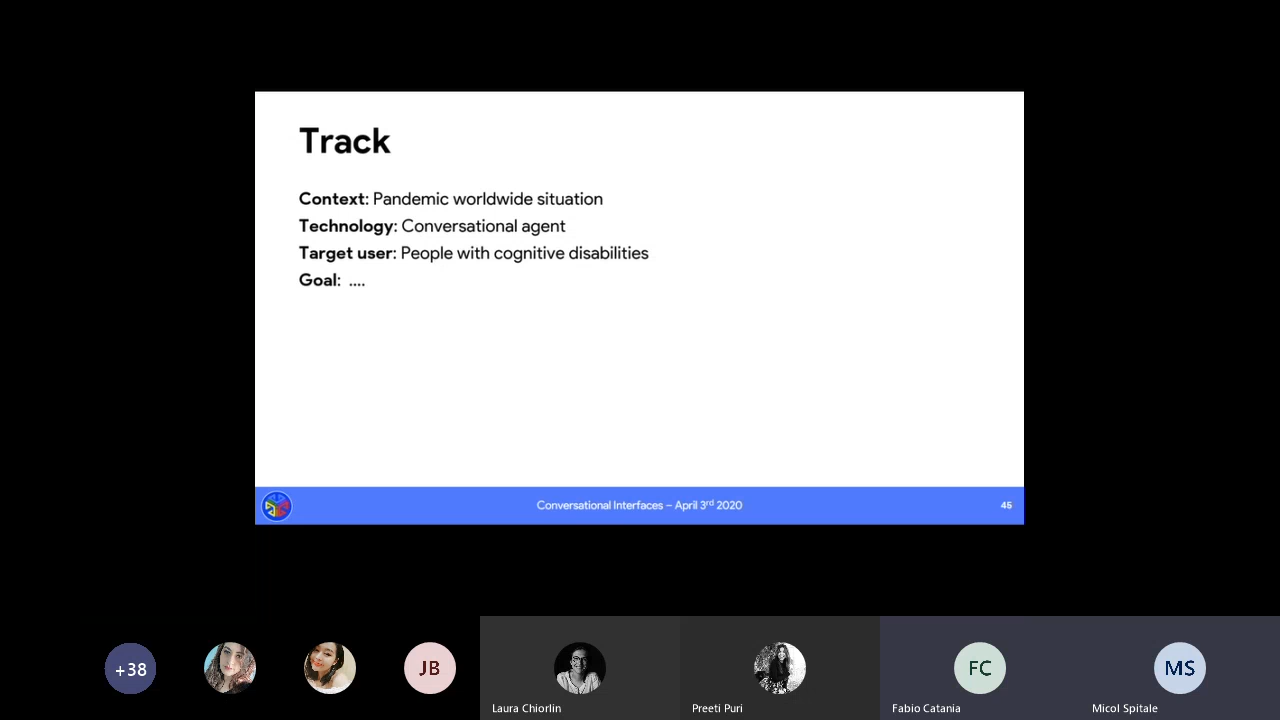 Track
Context: Pandemic worldwide situation
Technology: Conversational agent
Target user: People with cognitive disabilities
Goal: ....
Conversational Interfaces – April 3rd 2020
45
+38
JB
FC
MS
Laura Chiorlin
Preeti Puri
Fabio Catania
Micol Spitale